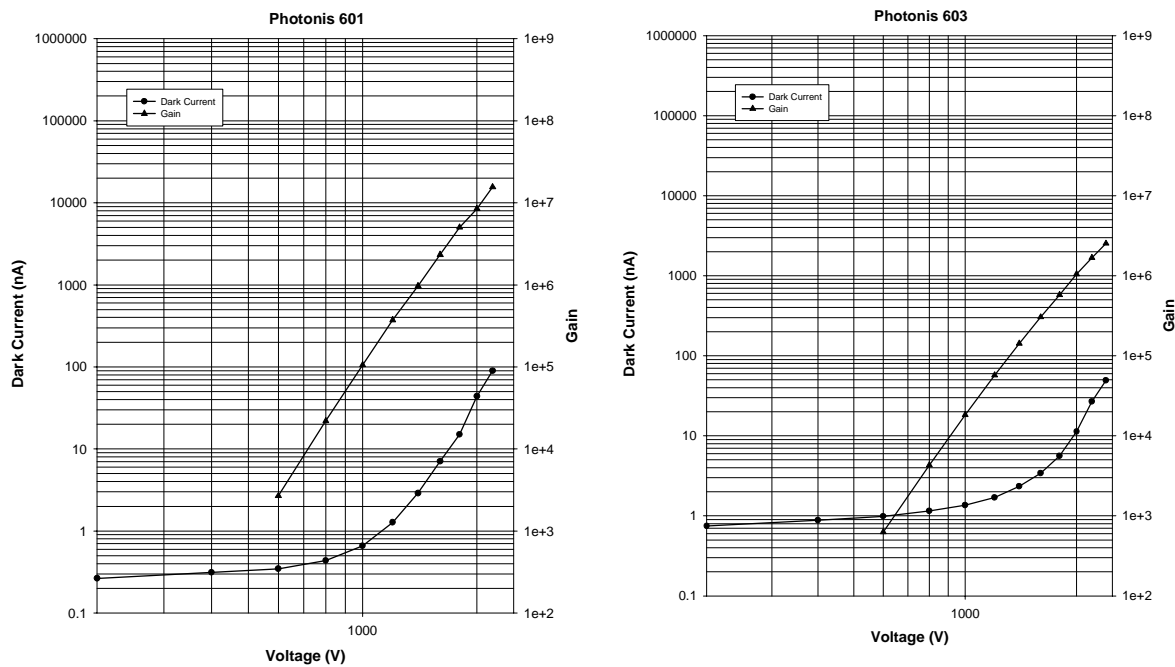 Photonis 601
1000000
100000
10000
1000
100
10
1
0.1
Dark Current (nA)
Dark Current
Gain
1e+9
1e+8
1e+7
1e+6
1e+5
1e+4
1e+3
1e+2
Gain
1000
Voltage (V)
Photonis 603
1000000
100000
10000
1000
100
10
1
0.1
Dark Current (nA)
Dark Current
Gain
1e+9
1e+8
1e+7
1e+6
1e+5
1e+4
1e+3
1e+2
Gain
1000
Voltage (V)